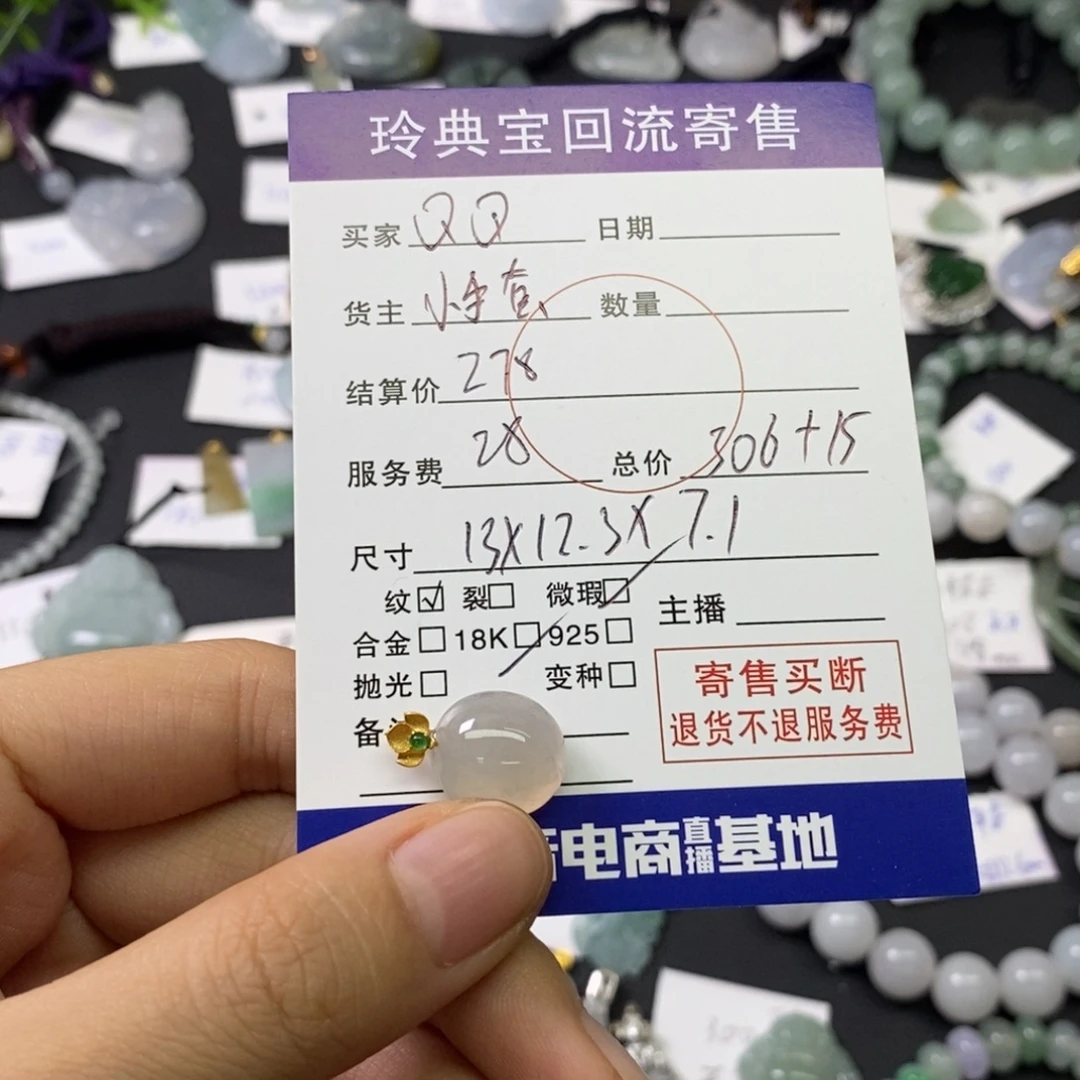 玲典宝回流寄售
买家 QQ 日期
货主 小手查 数量
结算价 278
服务费 28 总价 306+15
尺寸 13X12.3X7.1
纹☑ 裂□ 微瑕□ 主播
合金□ 18K□ 925□
抛光□ 变种□
寄售买断
退货不退服务费
备
电商直播基地